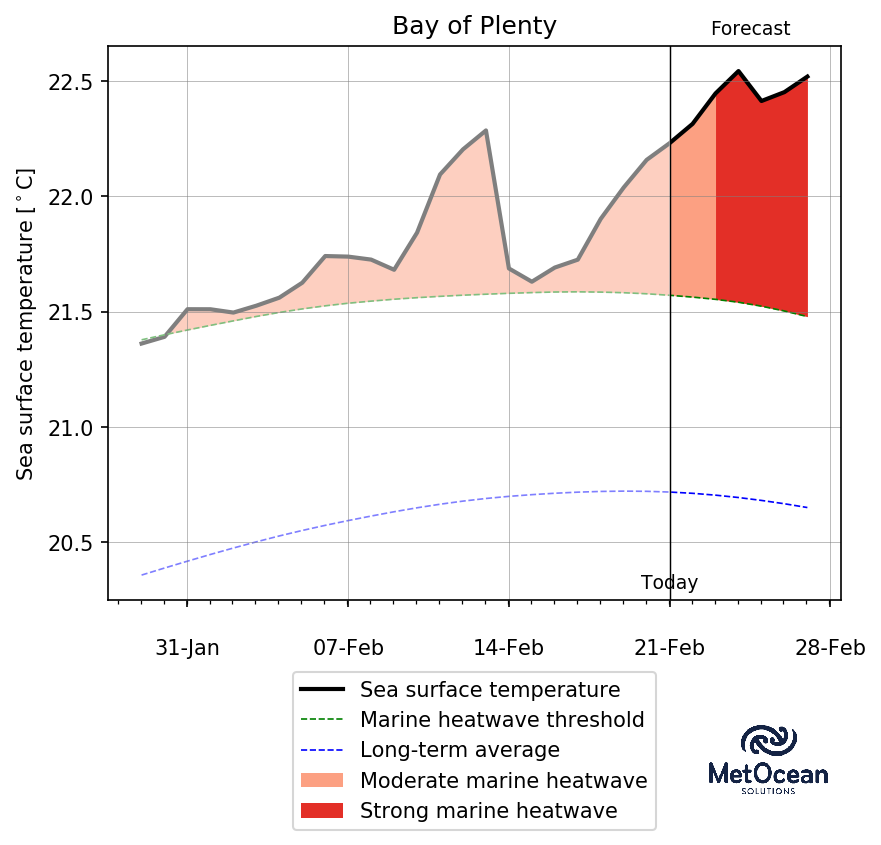 Bay of Plenty
Forecast
Sea surface temperature [°C]
22.5
22.0
21.5
21.0
20.5
Today
31-Jan
07-Feb
14-Feb
21-Feb
28-Feb
Sea surface temperature
Marine heatwave threshold
Long-term average
Moderate marine heatwave
Strong marine heatwave
MetOcean
SOLUTIONS